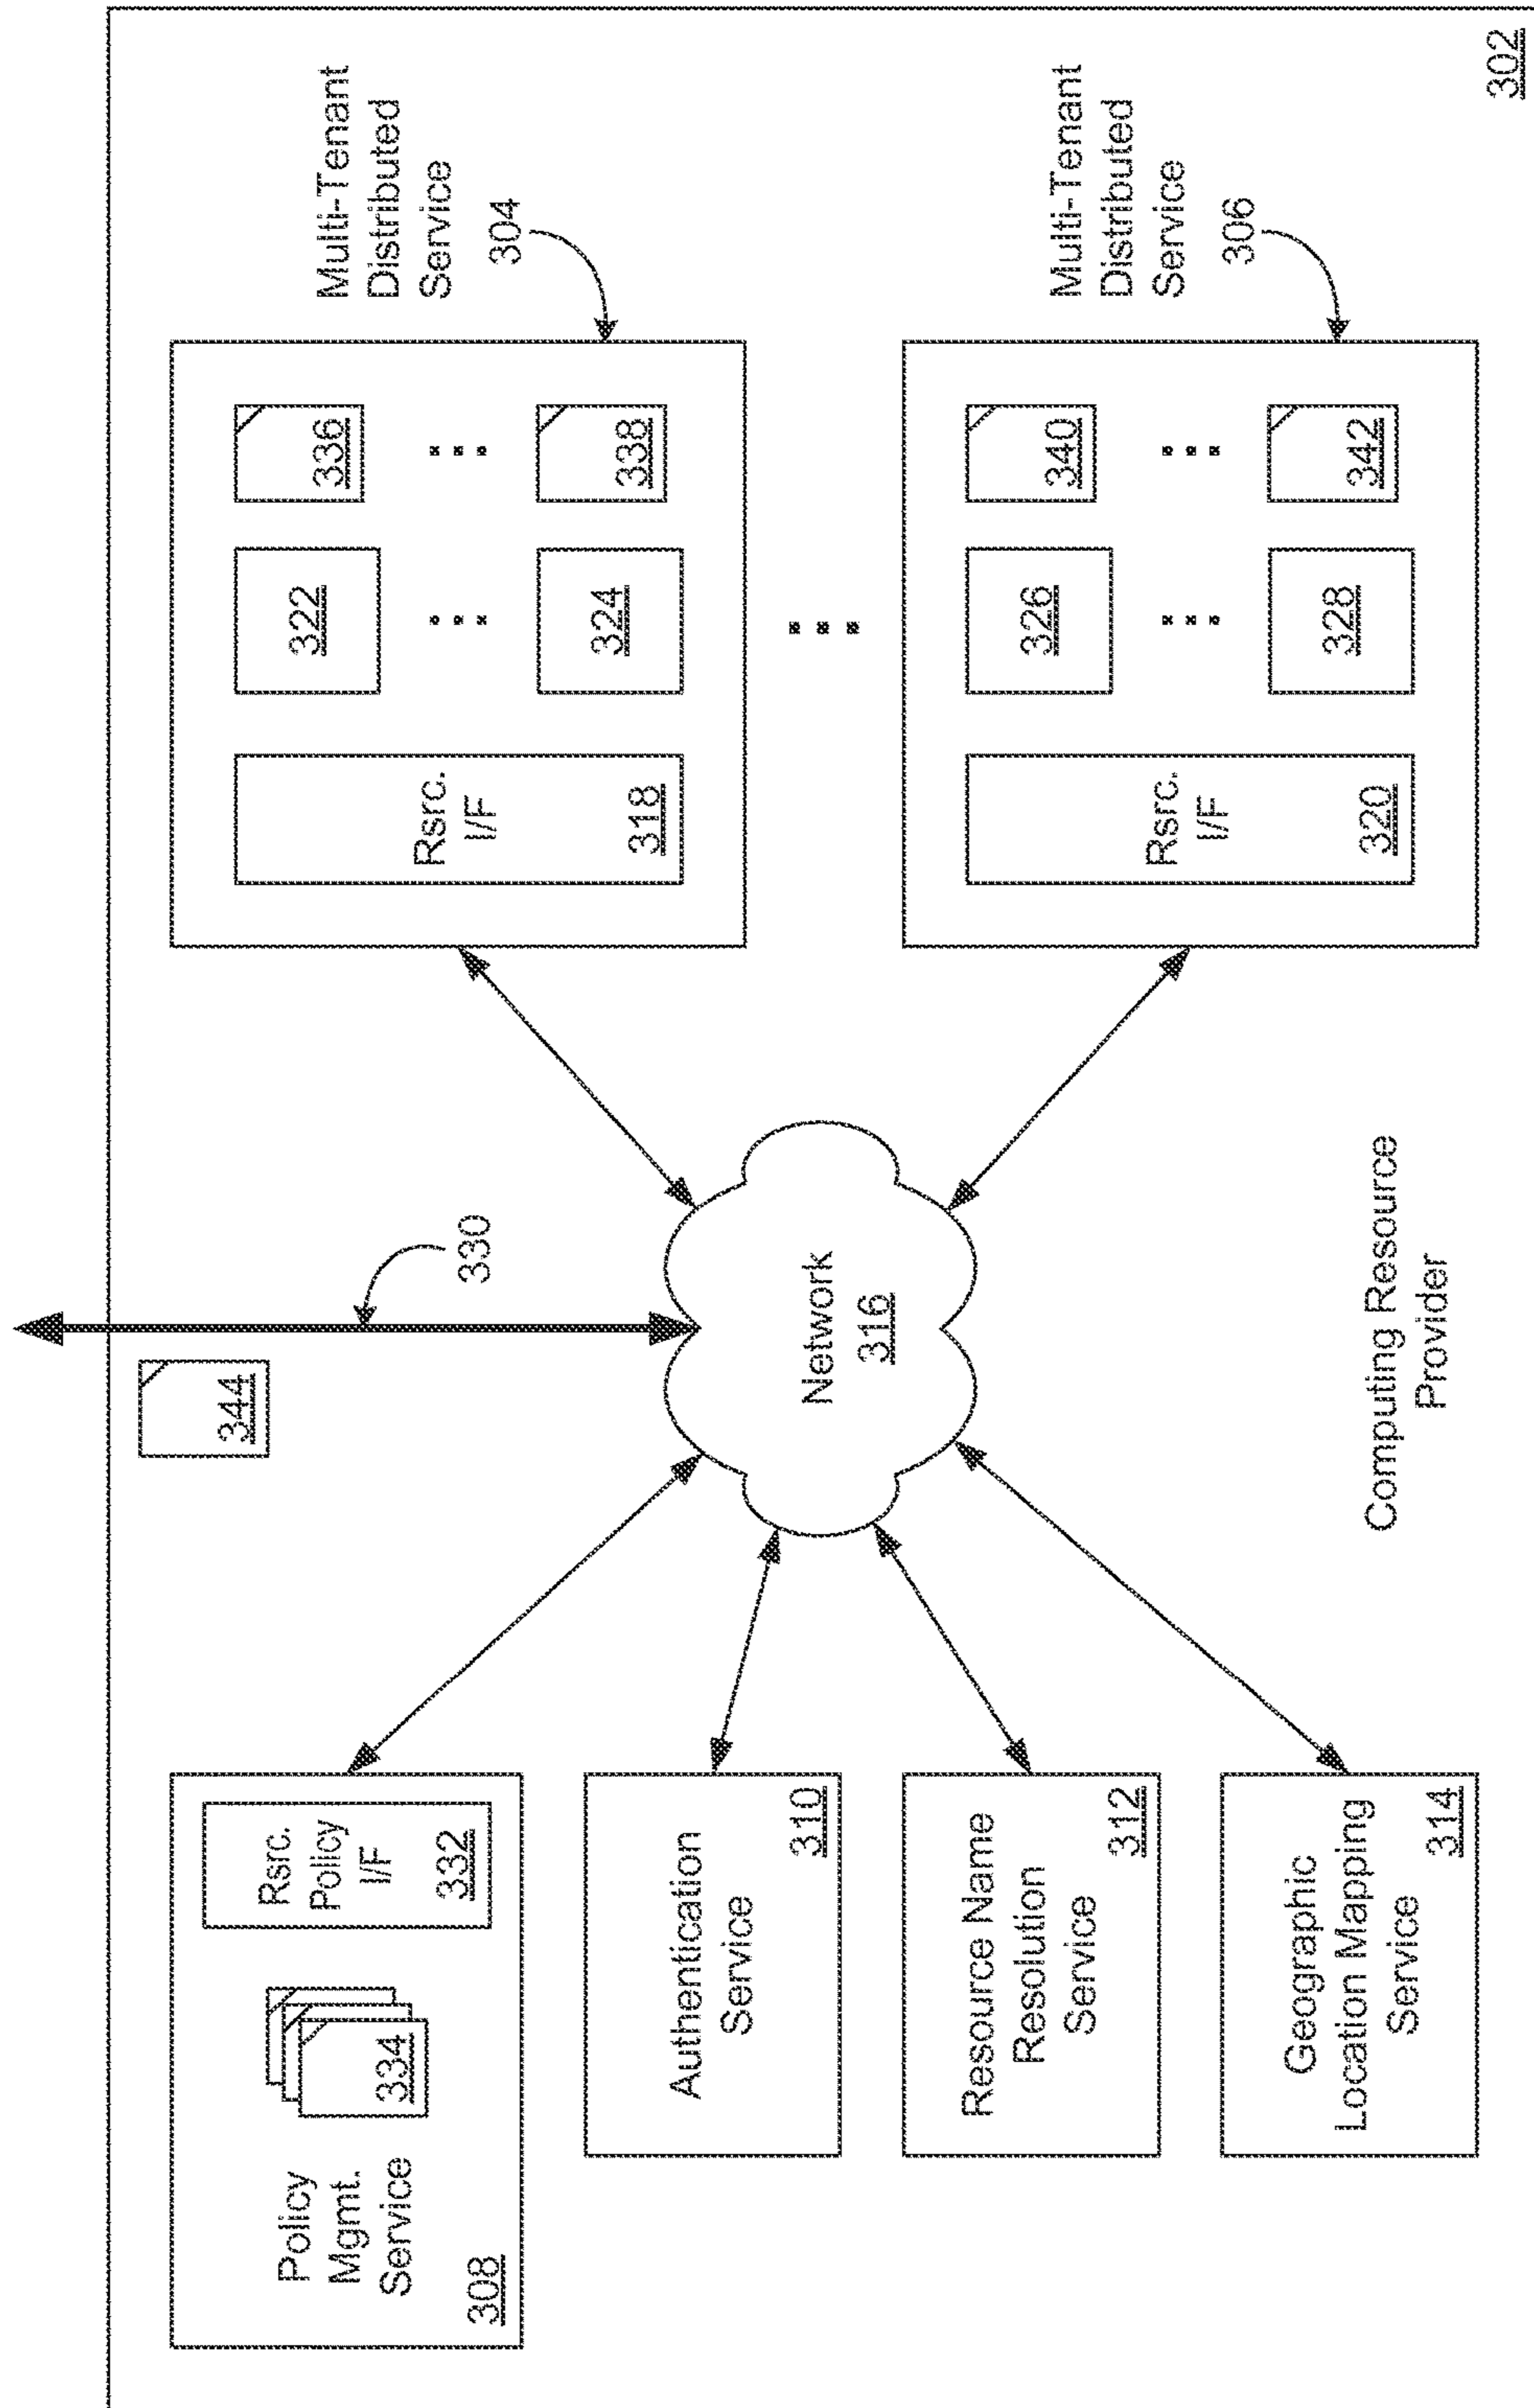 344
330
Policy
Mgmt.
Service
308
334
Rsrc.
Policy
I/F
332
Authentication
Service
310
Resource Name
Resolution
Service
312
Geographic
Location Mapping
Service
314
Network
316
Computing Resource
Provider
Rsrc.
I/F
318
322
324
336
338
Multi-Tenant
Distributed
Service
304
Rsrc.
I/F
320
326
328
340
342
Multi-Tenant
Distributed
Service
306
302